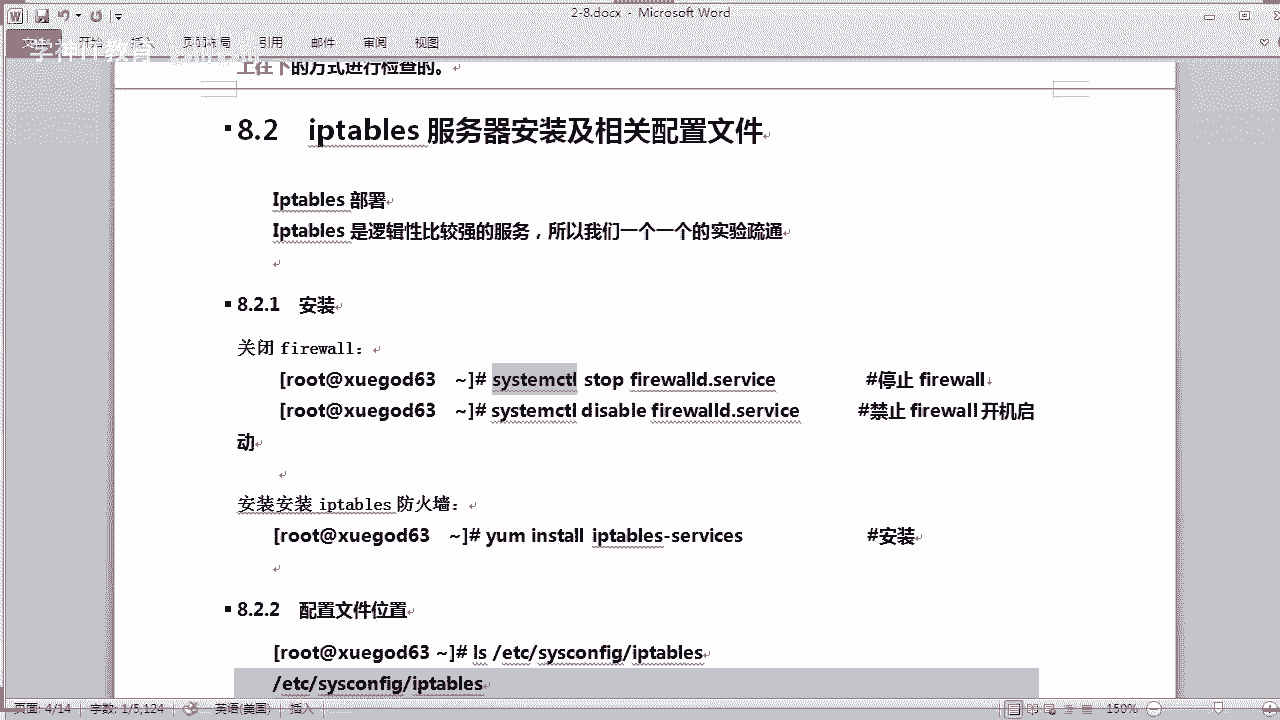 2-8.docx - Microsoft Word
页面布局 引用 邮件 审阅 视图
学神IT教育
上往下的方式进行检查的。
8.2 iptables 服务器安装及相关配置文件
Iptables 部署
Iptables 是逻辑性比较强的服务，所以我们一个一个的实验疏通
8.2.1 安装
关闭 firewall：
[root@xuegod63 ~]# systemctl stop firewalld.service #停止 firewall
[root@xuegod63 ~]# systemctl disable firewalld.service #禁止 firewall 开机启
动
安装安装 iptables 防火墙：
[root@xuegod63 ~]# yum install iptables-services #安装
8.2.2 配置文件位置
[root@xuegod63 ~]# ls /etc/sysconfig/iptables
/etc/sysconfig/iptables
页面: 4/14 字数: 1/5,124 英语(美国) 插入 150%